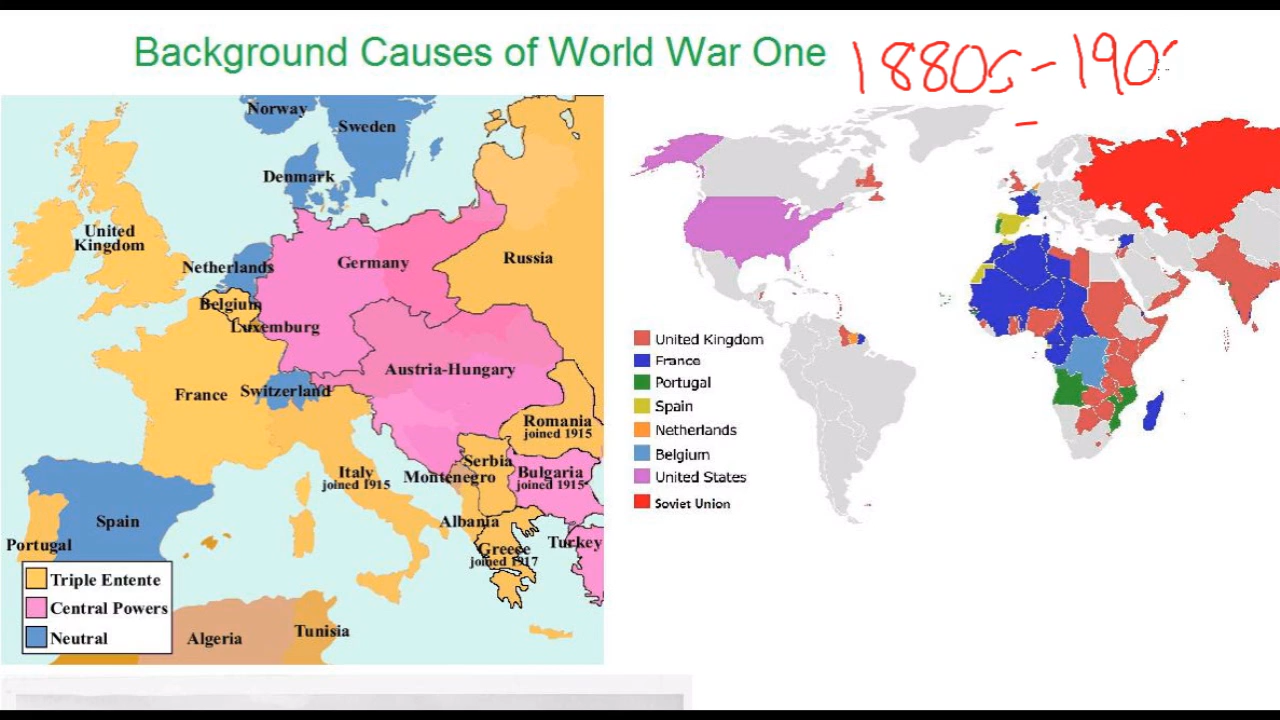 Background Causes of World War One
1880s - 190
Norway
Sweden
Denmark
United
Kingdom
Netherlands
Germany
Russia
Belgium
Luxemburg
Austria-Hungary
France
Switzerland
Romania
joined 1915
Serbia
Italy
joined 1915
Montenegro
Bulgaria
joined 1915
Spain
Albania
Portugal
Greece
joined 1917
Turkey
Triple Entente
Central Powers
Neutral
Algeria
Tunisia
United Kingdom
France
Portugal
Spain
Netherlands
Belgium
United States
Soviet Union